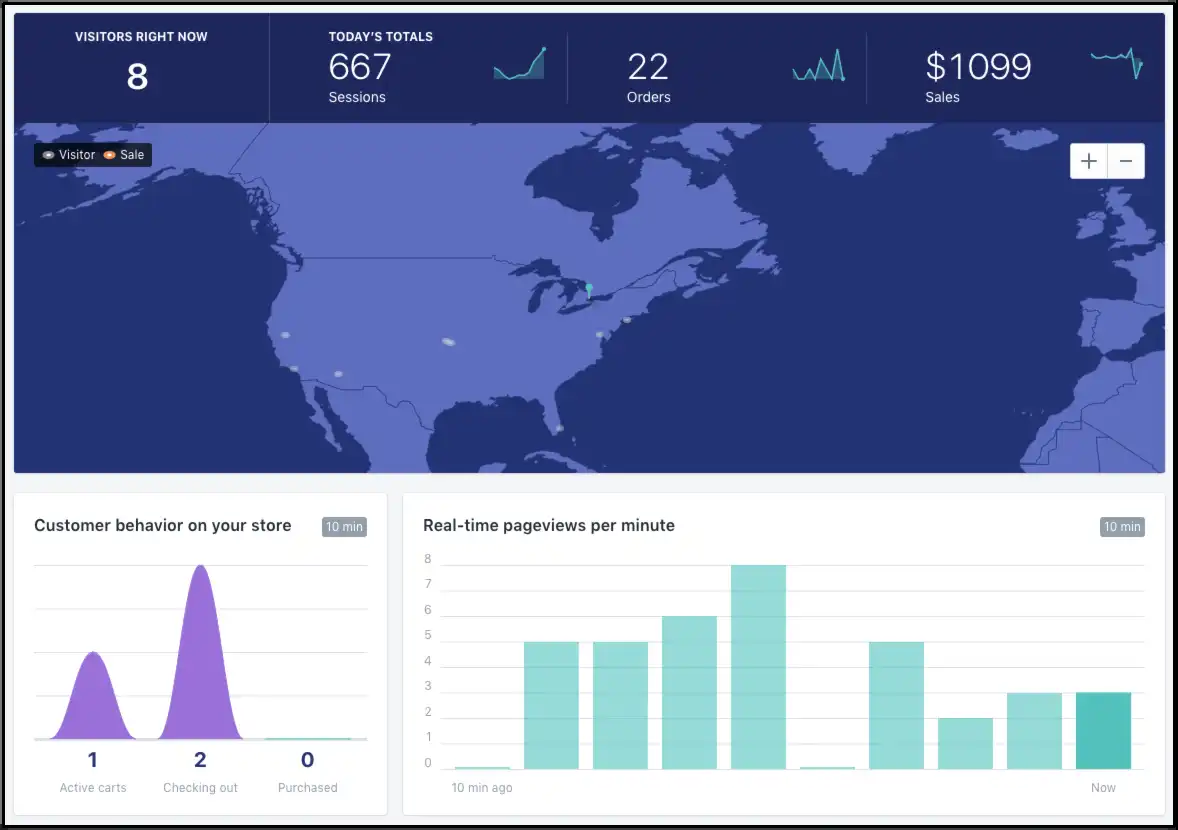 VISITORS RIGHT NOW
8
TODAY'S TOTALS
667
Sessions
22
Orders
$1099
Sales
Visitor Sale
+ −
Customer behavior on your store 10 min
1 2 0
Active carts Checking out Purchased
Real-time pageviews per minute 10 min
8
7
6
5
4
3
2
1
0
10 min ago Now